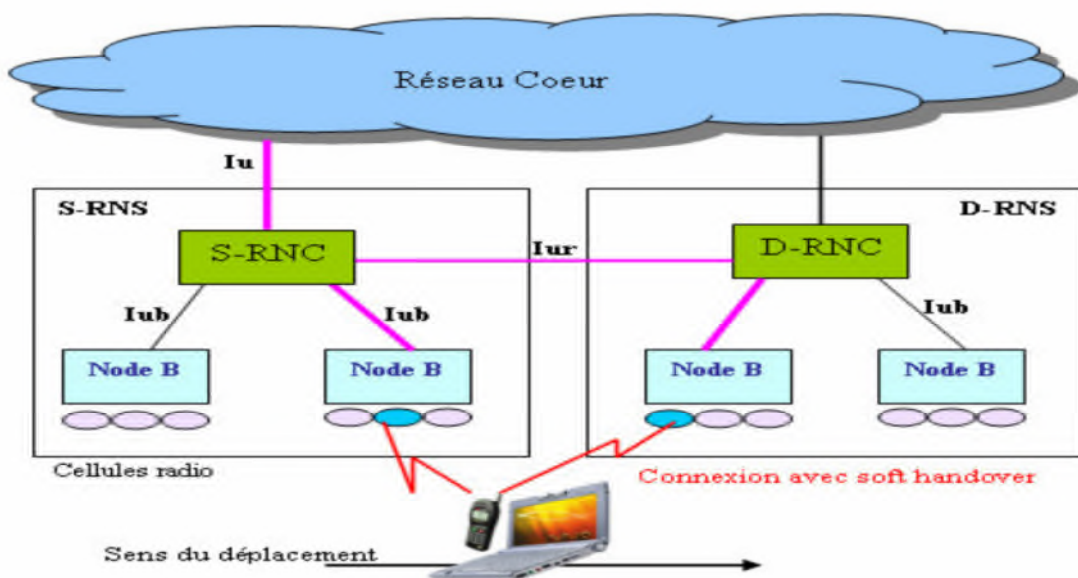 Réseau Coeur
Iu
S-RNS
D-RNS
S-RNC
Iur
D-RNC
Iub
Iub
Iub
Node B
Node B
Node B
Node B
Cellules radio
Connexion avec soft handover
Sens du déplacement